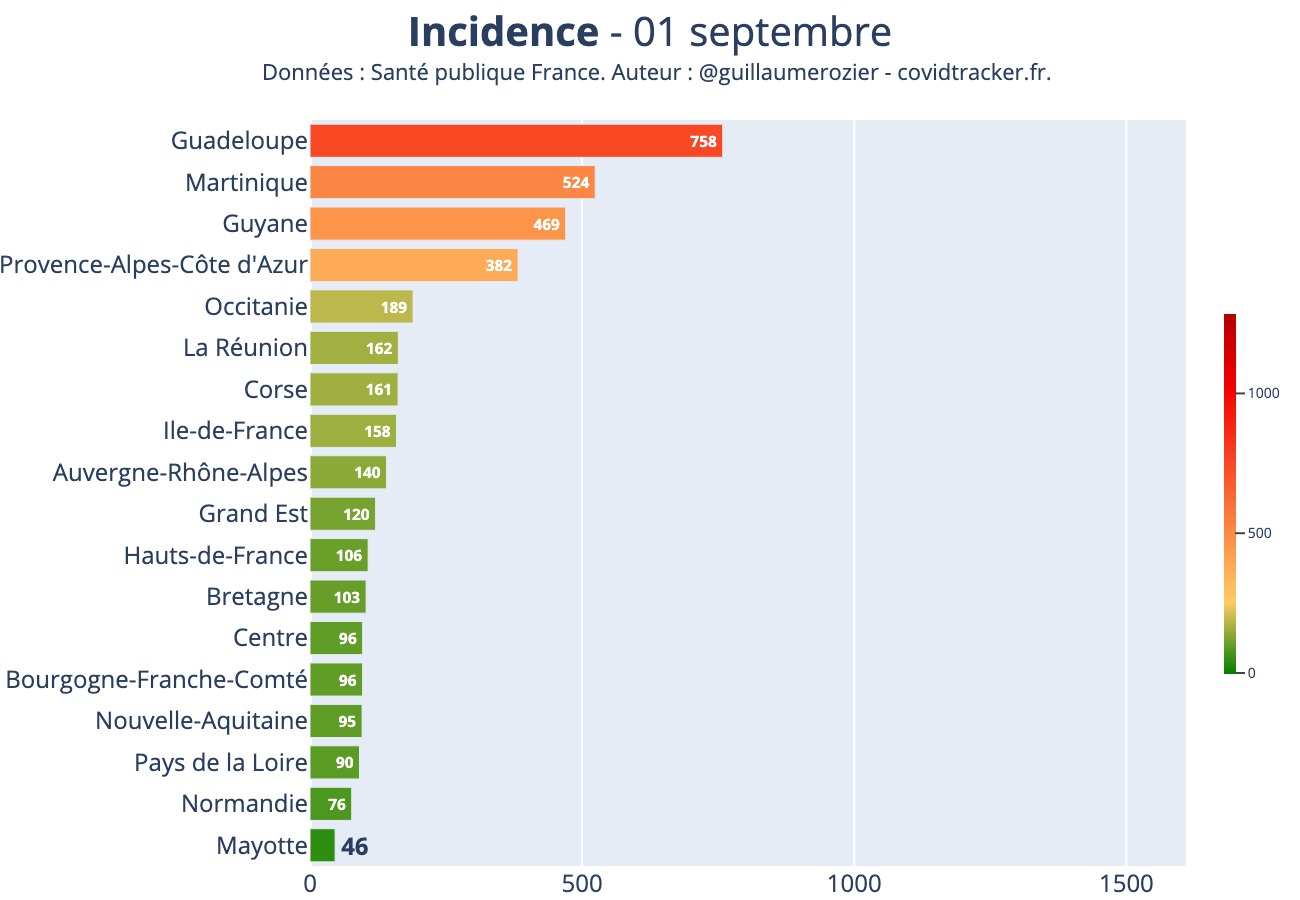 Incidence - 01 septembre
Données : Santé publique France. Auteur : @guillaumerozier - covidtracker.fr.
Guadeloupe 758
Martinique 524
Guyane 469
Provence-Alpes-Côte d'Azur 382
Occitanie 189
La Réunion 162
Corse 161
Ile-de-France 158
Auvergne-Rhône-Alpes 140
Grand Est 120
Hauts-de-France 106
Bretagne 103
Centre 96
Bourgogne-Franche-Comté 96
Nouvelle-Aquitaine 95
Pays de la Loire 90
Normandie 76
Mayotte 46
0 500 1000 1500
1000
500
0